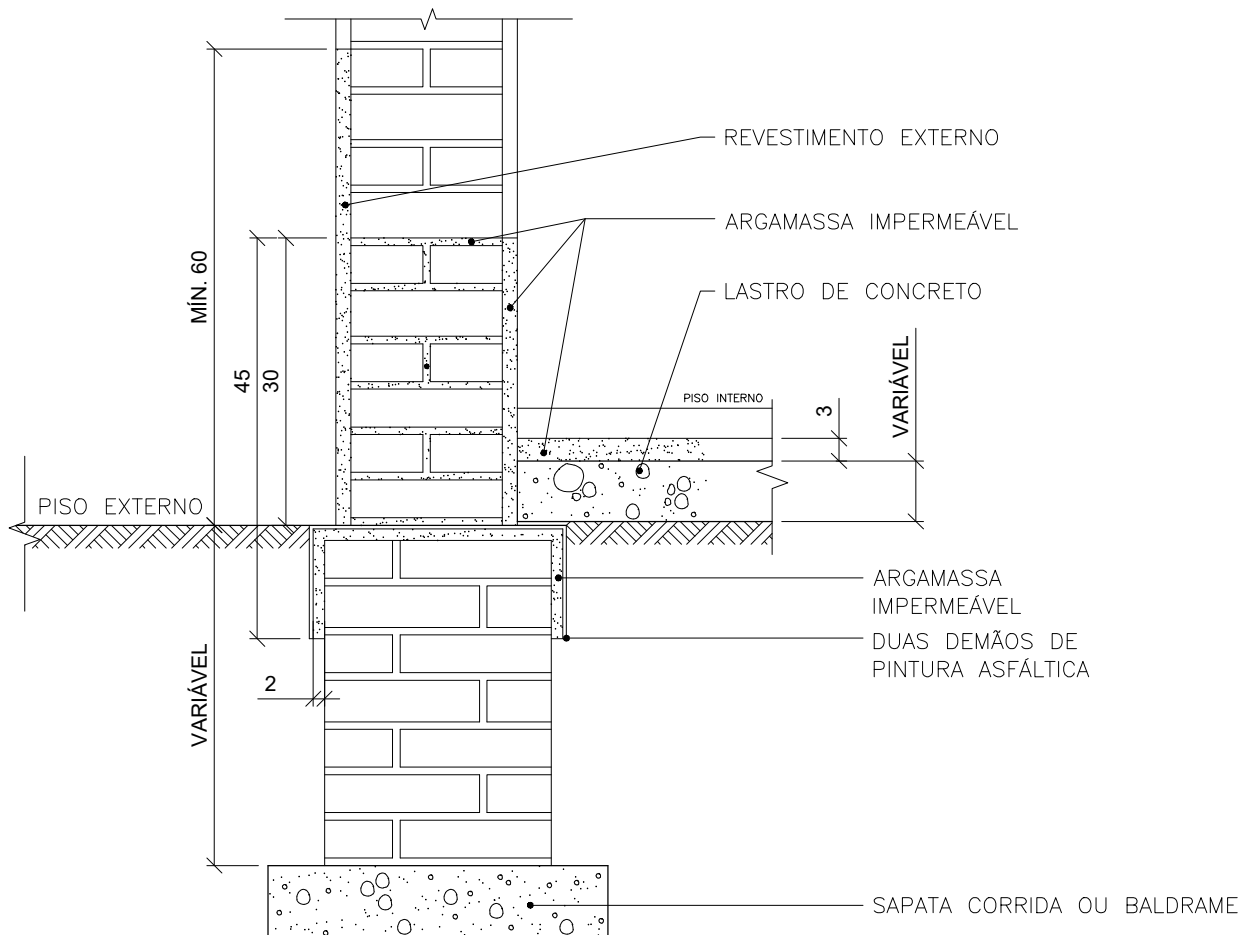 REVESTIMENTO EXTERNO
ARGAMASSA IMPERMEÁVEL
LASTRO DE CONCRETO
MÍN. 60
45
30
PISO INTERNO
3
VARIÁVEL
PISO EXTERNO
ARGAMASSA
IMPERMEÁVEL
DUAS DEMÃOS DE
PINTURA ASFÁLTICA
VARIÁVEL
2
SAPATA CORRIDA OU BALDRAME